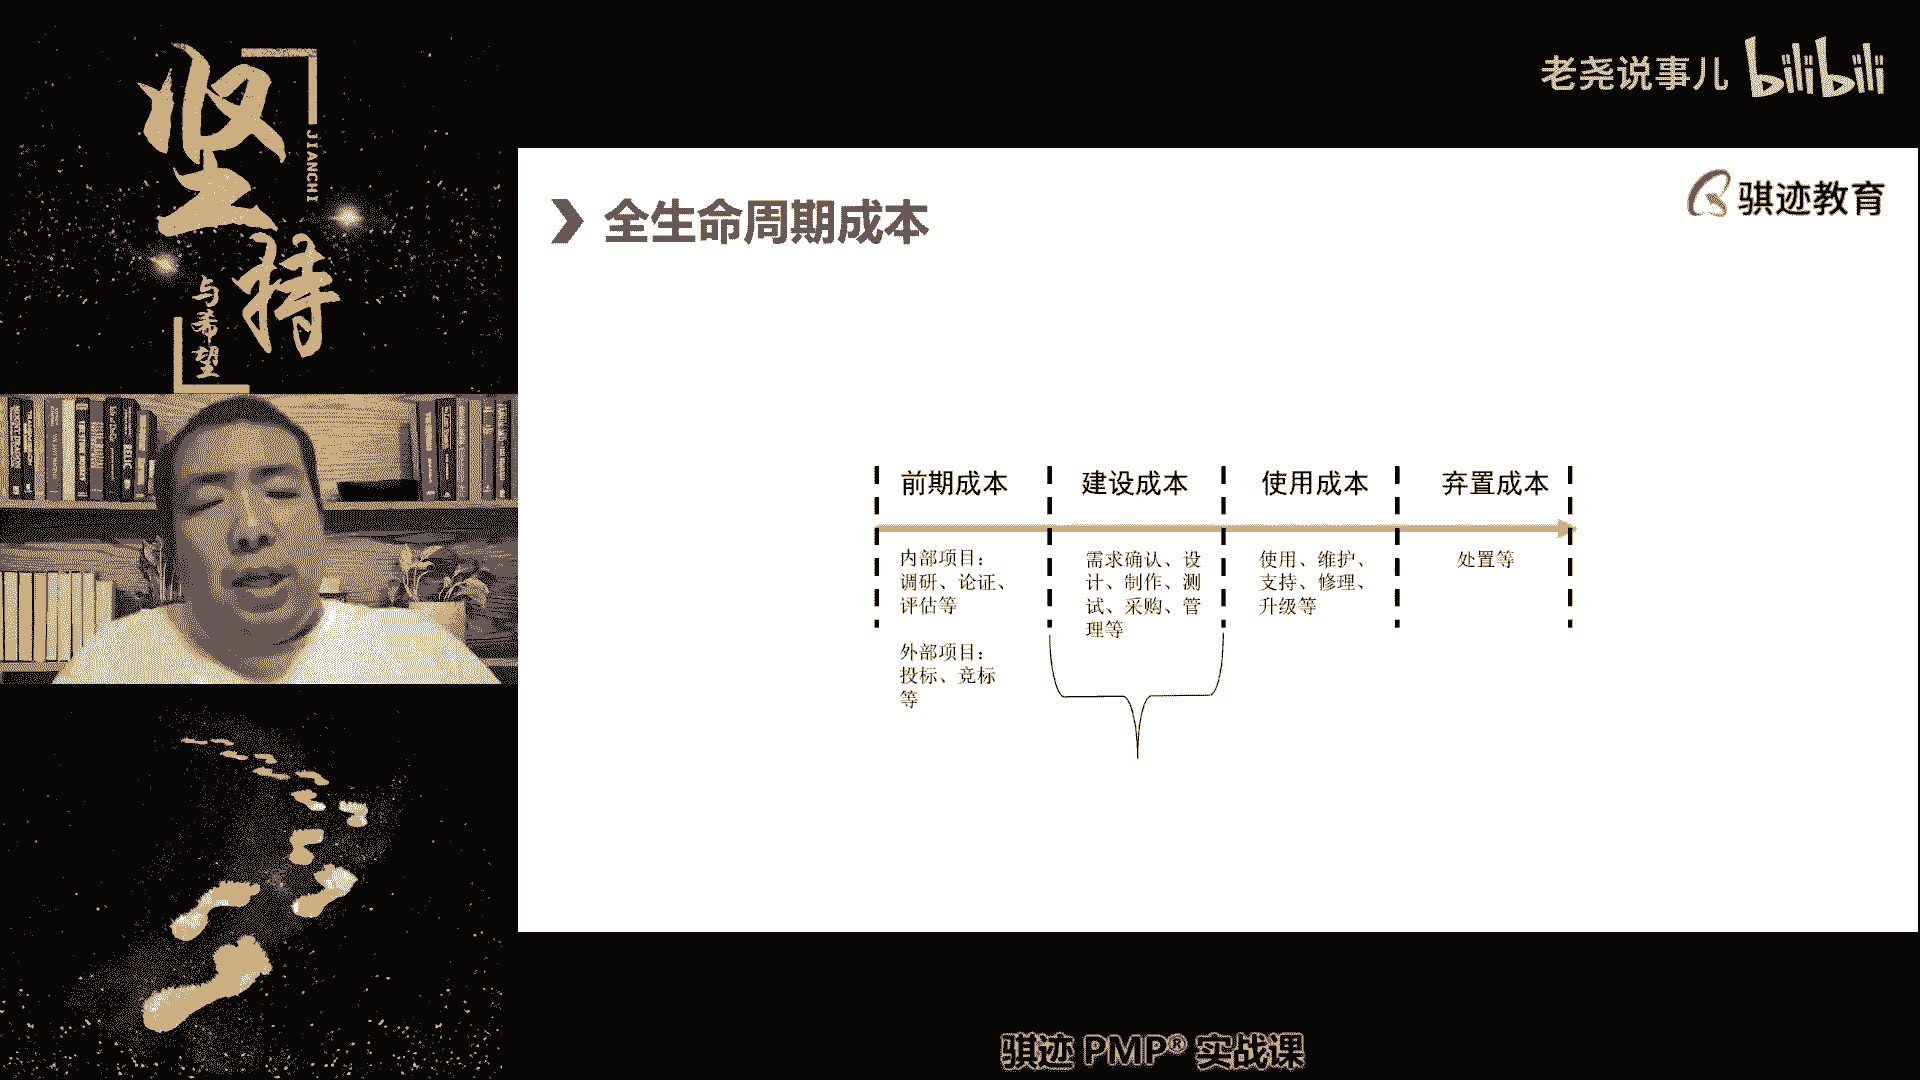 坚持
JIANCHI
与希望
老尧说事儿 bilibili
骐迹教育
全生命周期成本
前期成本
建设成本
使用成本
弃置成本
内部项目：
调研、论证、
评估等
外部项目：
投标、竞标
等
需求确认、设
计、制作、测
试、采购、管
理等
使用、维护、
支持、修理、
升级等
处置等
骐迹 PMP® 实战课